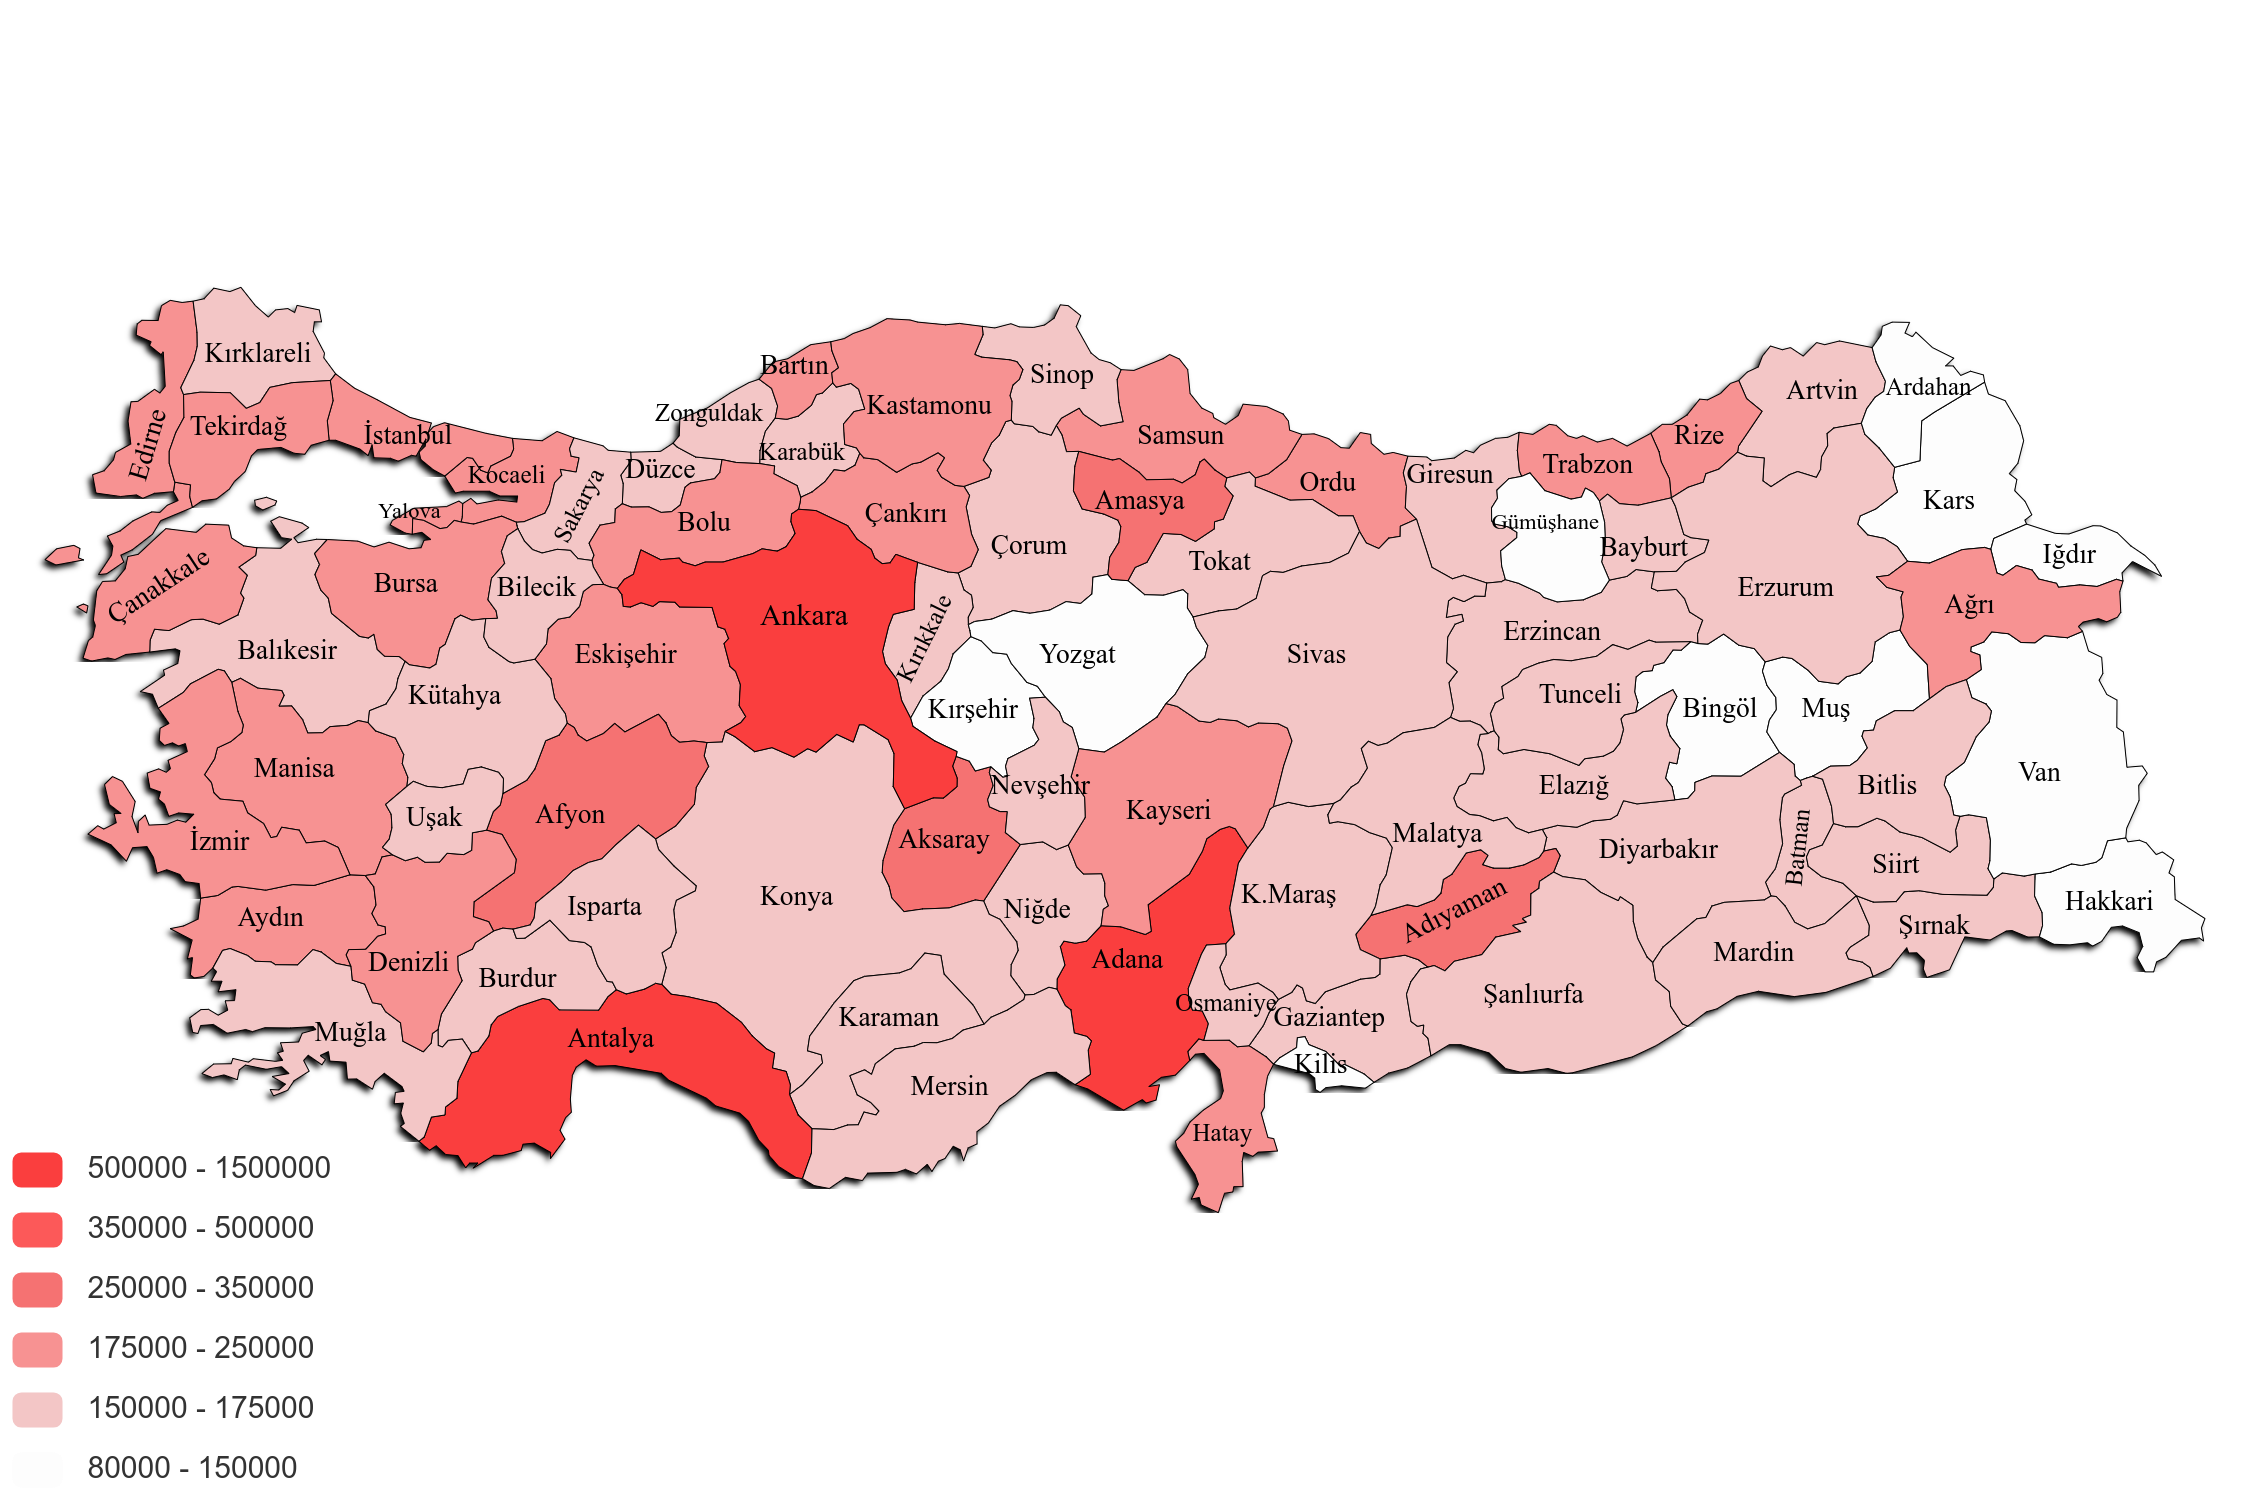 Kırklareli
Bartın
Sinop
Artvin
Ardahan
Edirne
Tekirdağ
İstanbul
Zonguldak
Kastamonu
Samsun
Rize
Kocaeli
Düzce
Karabük
Giresun
Trabzon
Ordu
Amasya
Kars
Yalova
Sakarya
Bolu
Çankırı
Gümüşhane
Çorum
Bayburt
Iğdır
Çanakkale
Bursa
Bilecik
Tokat
Erzurum
Ağrı
Ankara
Balıkesir
Eskişehir
Kırıkkale
Yozgat
Sivas
Erzincan
Kütahya
Kırşehir
Tunceli
Bingöl
Muş
Manisa
Nevşehir
Elazığ
Bitlis
Van
Uşak
Afyon
Kayseri
İzmir
Aksaray
Malatya
Diyarbakır
Batman
Siirt
Konya
K.Maraş
Isparta
Niğde
Adıyaman
Hakkari
Aydın
Şırnak
Denizli
Adana
Mardin
Burdur
Şanlıurfa
Osmaniye
Gaziantep
Karaman
Muğla
Antalya
Kilis
Mersin
Hatay
500000 - 1500000
350000 - 500000
250000 - 350000
175000 - 250000
150000 - 175000
80000 - 150000